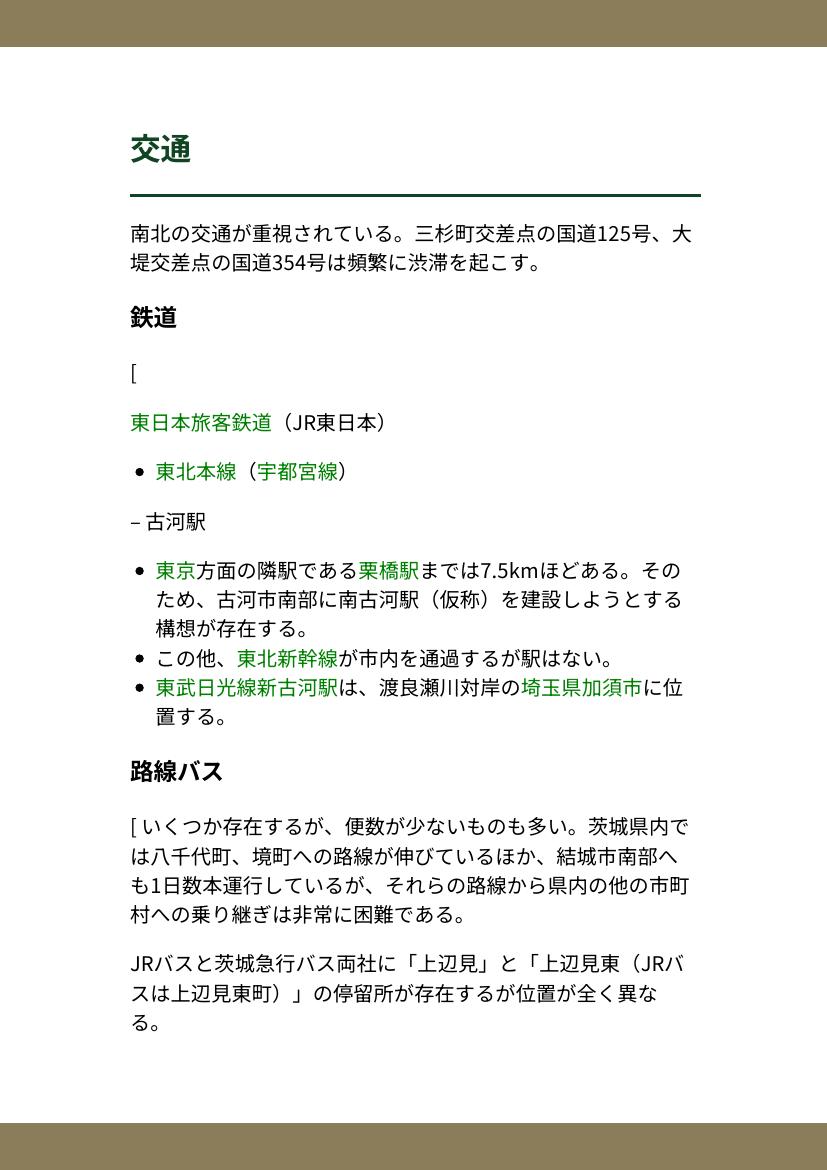 交通
南北の交通が重視されている。三杉町交差点の国道125号、大
堤交差点の国道354号は頻繁に渋滞を起こす。
鉄道
[
東日本旅客鉄道（JR東日本）
• 東北本線（宇都宮線）
– 古河駅
• 東京方面の隣駅である栗橋駅までは7.5kmほどある。その
ため、古河市南部に南古河駅（仮称）を建設しようとする
構想が存在する。
• この他、東北新幹線が市内を通過するが駅はない。
• 東武日光線新古河駅は、渡良瀬川対岸の埼玉県加須市に位
置する。
路線バス
[ いくつか存在するが、便数が少ないものも多い。茨城県内で
は八千代町、境町への路線が伸びているほか、結城市南部へ
も1日数本運行しているが、それらの路線から県内の他の市町
村への乗り継ぎは非常に困難である。
JRバスと茨城急行バス両社に「上辺見」と「上辺見東（JRバ
スは上辺見東町）」の停留所が存在するが位置が全く異な
る。